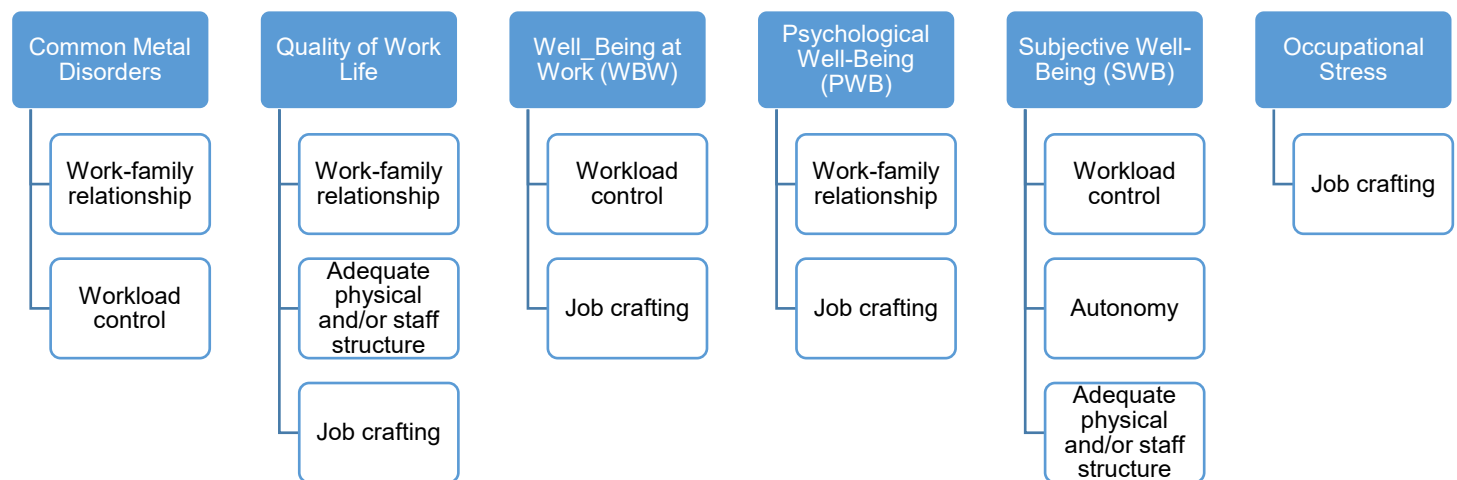 Common Metal
Disorders
Work-family
relationship
Workload
control
Quality of Work
Life
Work-family
relationship
Adequate
physical
and/or staff
structure
Job crafting
Well_Being at
Work (WBW)
Workload
control
Job crafting
Psychological
Well-Being
(PWB)
Work-family
relationship
Job crafting
Subjective Well-
Being (SWB)
Workload
control
Autonomy
Adequate
physical
and/or staff
structure
Occupational
Stress
Job crafting